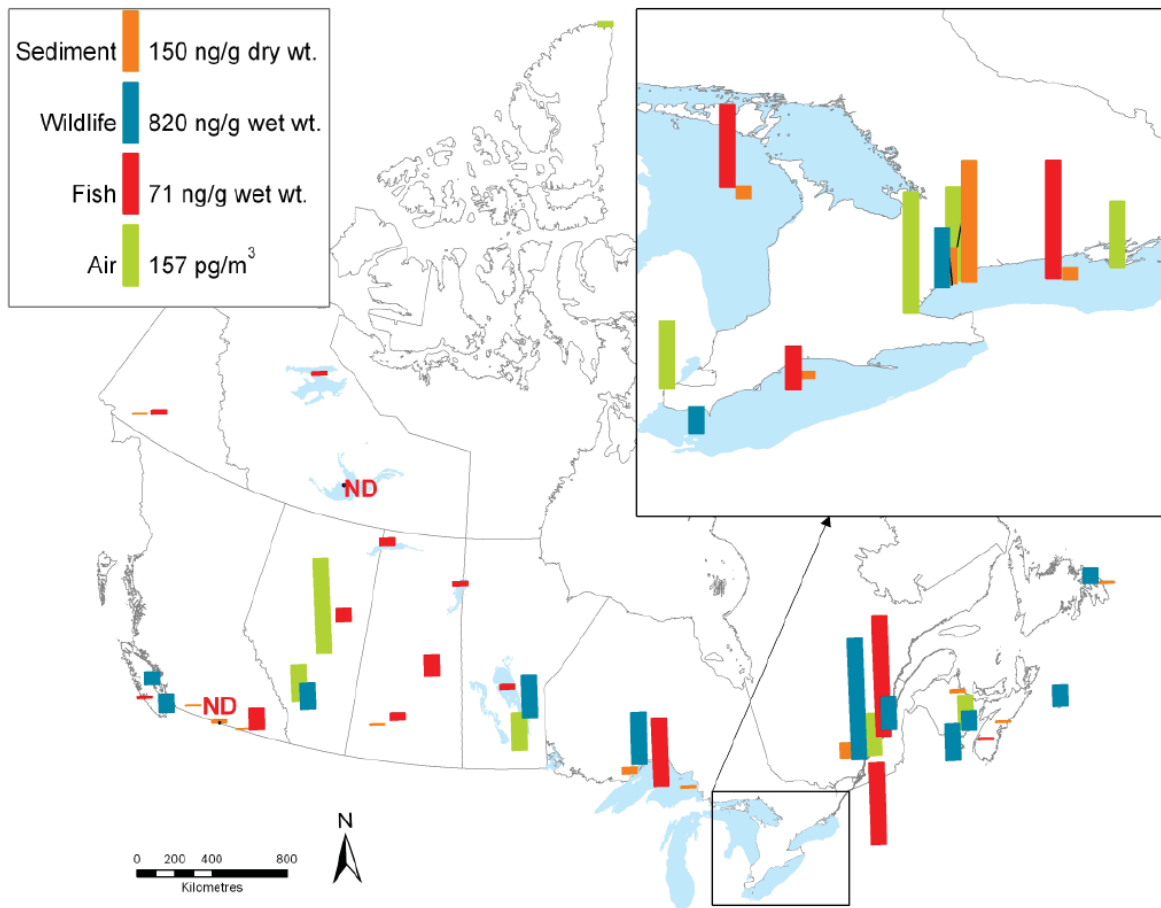 Sediment 150 ng/g dry wt.
Wildlife 820 ng/g wet wt.
Fish 71 ng/g wet wt.
Air 157 pg/m³
ND
ND
N
0 200 400 800
Kilometres